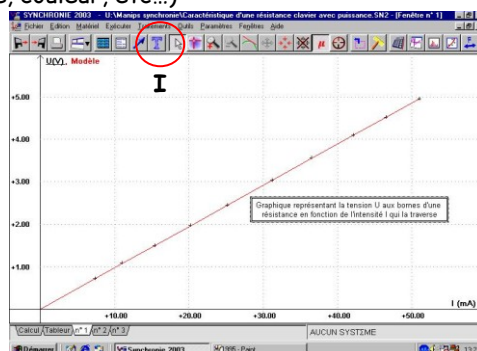 , couleur, etc…)
SYNCHRONIE 2003 - U:\Manips synchronie\Caractéristique d'une résistance clavier avec puissance.SN2 - [Fenêtre n° 1]
Fichier Edition Matériel Exécuter Traitements Outils Paramètres Fenêtres Aide
I
U(V), Modèle
+5.00
+4.00
+3.00
Graphique représentant la tension U aux bornes d'une
résistance en fonction de l'intensité I qui la traverse
+2.00
+1.00
I (mA)
+10.00 +20.00 +30.00 +40.00 +50.00
Calcul Tableur n° 1 n° 2 n° 3
AUCUN SYSTEME
Démarrer Synchronie 2003 Paint